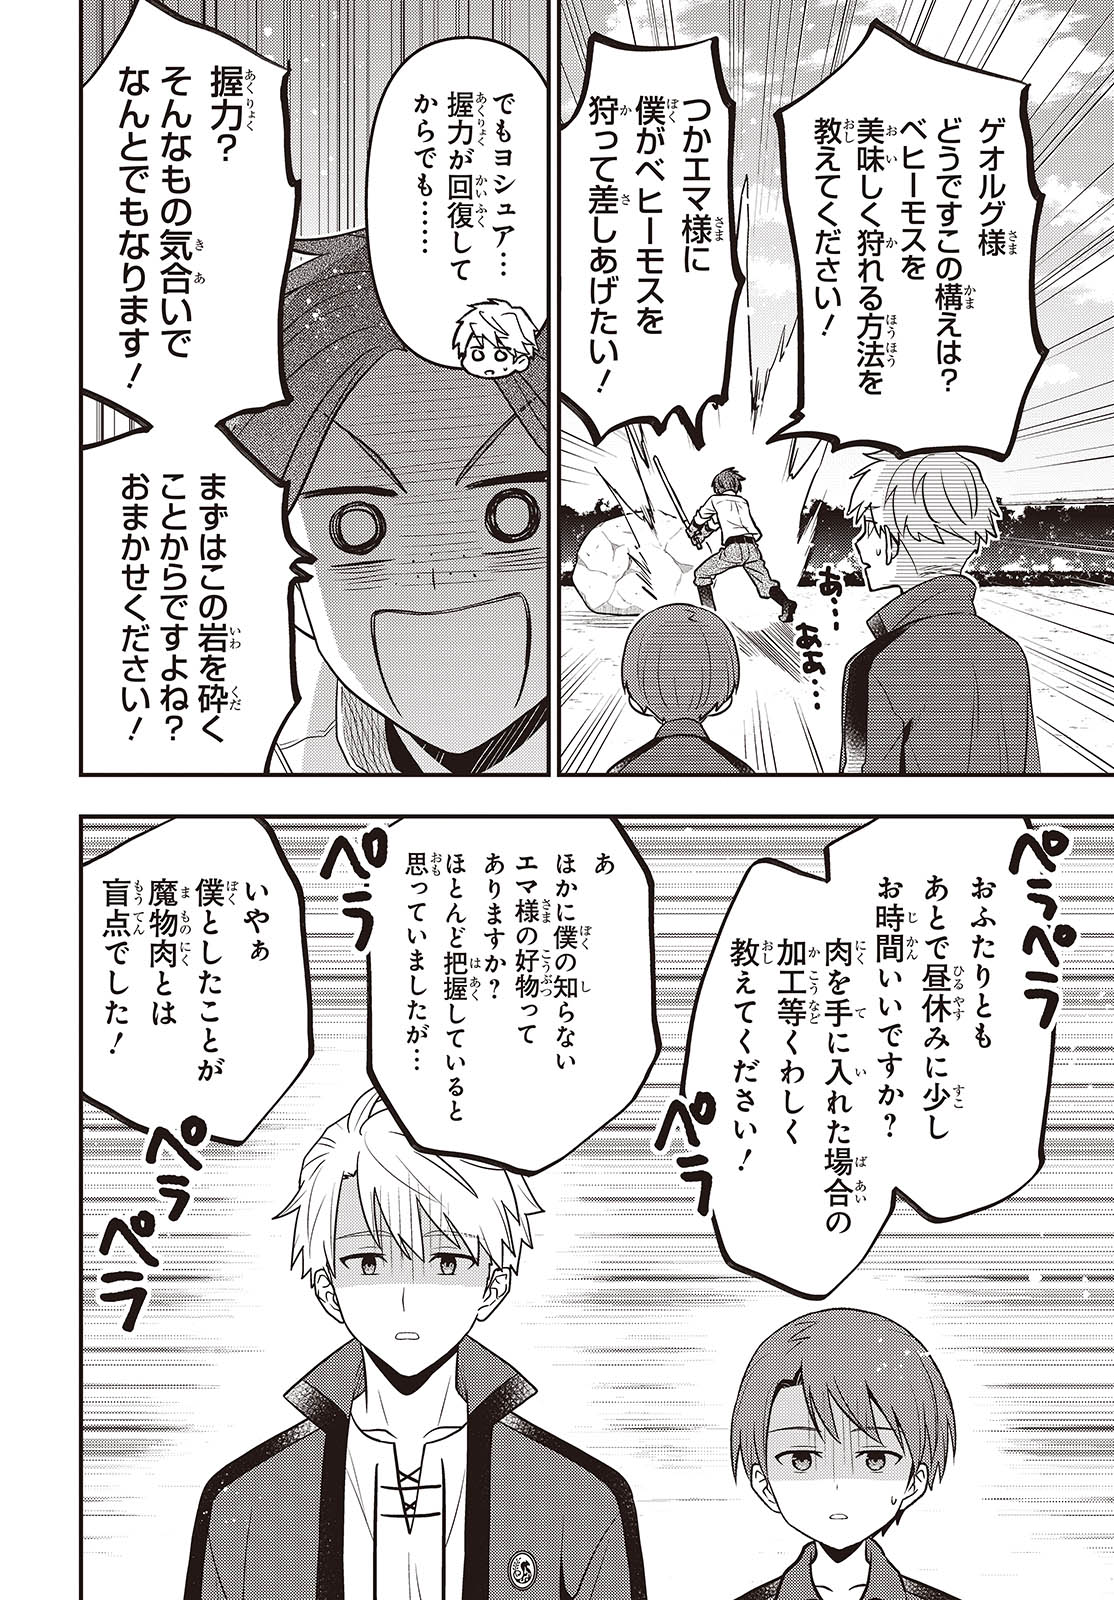 ゲオルグ様
どうですこの構えは?
ベヒーモスを
美味しく狩れる方法を
教えてください!
つかエマ様に
僕がベヒーモスを
狩って差しあげたい!
あ…
ああ…
でもヨシュア…
握力が回復して
からでも……
握力?
そんなもの気合いで
なんとでもなります!
まずはこの岩を砕く
ことからですよね?
おまかせください!
おふたりとも
あとで昼休みに少し
お時間いいですか?
肉を手に入れた場合の
加工等くわしく
教えてください!
ペラペラ
ペラ
あ
ほかに僕の知らない
エマ様の好物って
ありますか?
ほとんど把握していると
思っていましたが…
ペラ
いやぁ
僕としたことが
魔物肉とは
盲点でした!
ペラ
ペラ